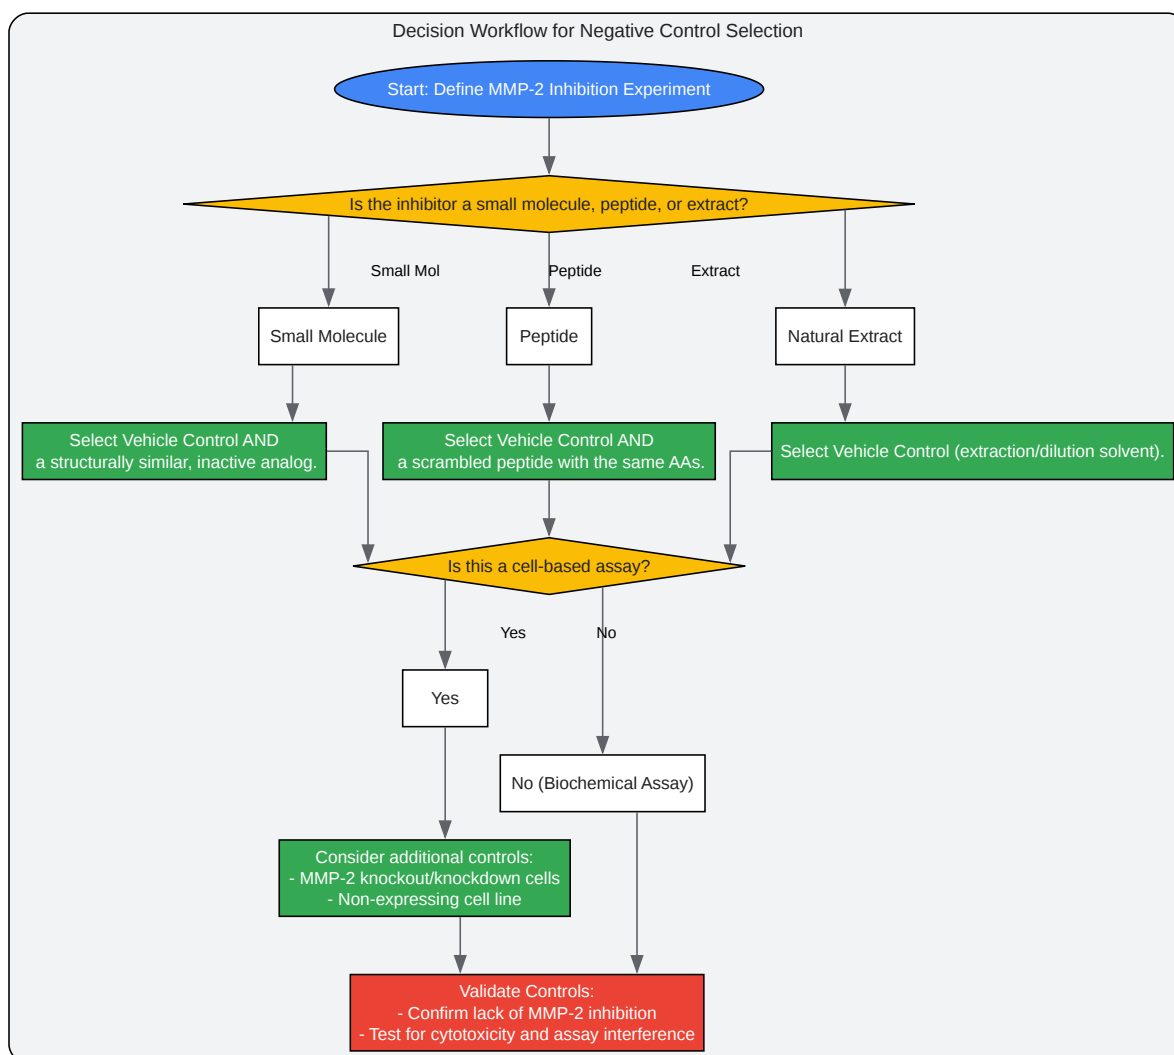 Decision Workflow for Negative Control Selection
Start: Define MMP-2 Inhibition Experiment
Is the inhibitor a small molecule, peptide, or extract?
Small Mol
Peptide
Extract
Small Molecule
Peptide
Natural Extract
Select Vehicle Control AND
a structurally similar, inactive analog.
Select Vehicle Control AND
a scrambled peptide with the same AAs.
Select Vehicle Control (extraction/dilution solvent).
Is this a cell-based assay?
Yes
No
Yes
No (Biochemical Assay)
Consider additional controls:
- MMP-2 knockout/knockdown cells
- Non-expressing cell line
Validate Controls:
- Confirm lack of MMP-2 inhibition
- Test for cytotoxicity and assay interference